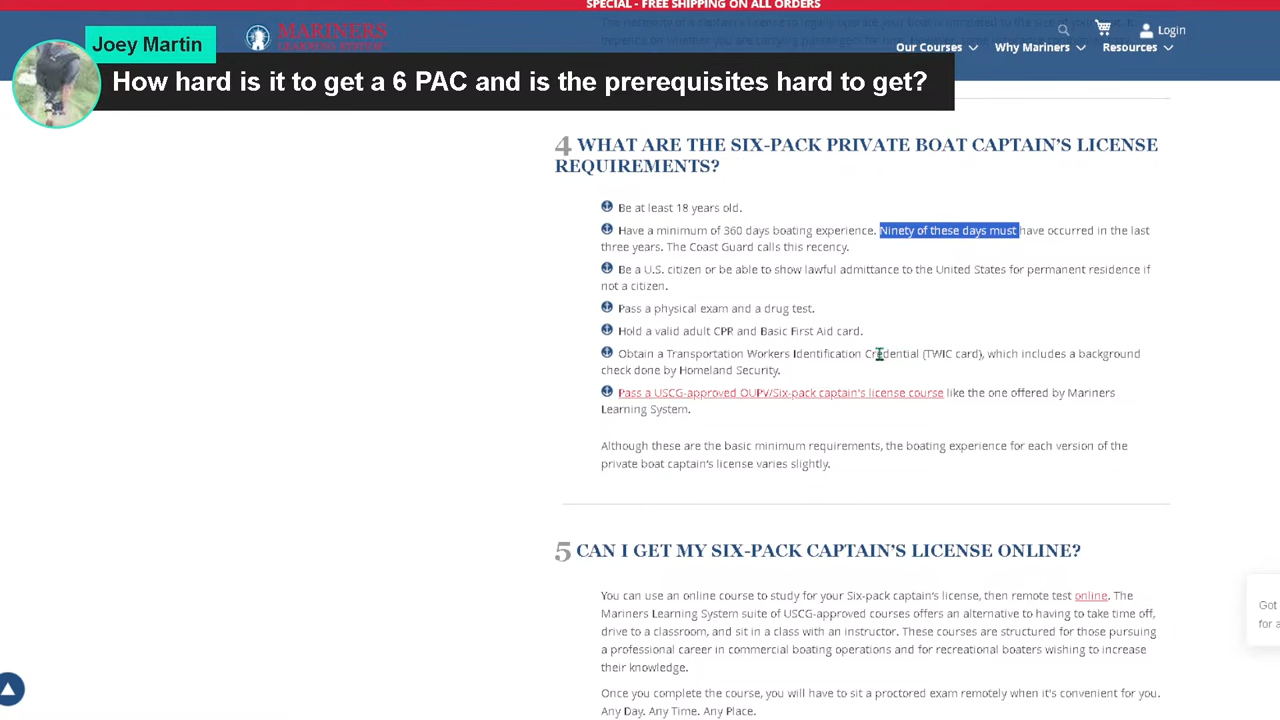 SPECIAL - FREE SHIPPING ON ALL ORDERS
MARINERS
LEARNING SYSTEM
Login
Our Courses
Why Mariners
Resources
Joey Martin
How hard is it to get a 6 PAC and is the prerequisites hard to get?
4 WHAT ARE THE SIX-PACK PRIVATE BOAT CAPTAIN'S LICENSE
REQUIREMENTS?
Be at least 18 years old.
Have a minimum of 360 days boating experience. Ninety of these days must have occurred in the last
three years. The Coast Guard calls this recency.
Be a U.S. citizen or be able to show lawful admittance to the United States for permanent residence if
not a citizen.
Pass a physical exam and a drug test.
Hold a valid adult CPR and Basic First Aid card.
Obtain a Transportation Workers Identification Credential (TWIC card), which includes a background
check done by Homeland Security.
Pass a USCG-approved OUPV/Six-pack captain's license course like the one offered by Mariners
Learning System.
Although these are the basic minimum requirements, the boating experience for each version of the
private boat captain's license varies slightly.
5 CAN I GET MY SIX-PACK CAPTAIN'S LICENSE ONLINE?
You can use an online course to study for your Six-pack captain's license, then remote test online. The
Mariners Learning System suite of USCG-approved courses offers an alternative to having to take time off,
drive to a classroom, and sit in a class with an instructor. These courses are structured for those pursuing
a professional career in commercial boating operations and for recreational boaters wishing to increase
their knowledge.
Got
for a
Once you complete the course, you will have to sit a proctored exam remotely when it's convenient for you.
Any Day. Any Time. Any Place.